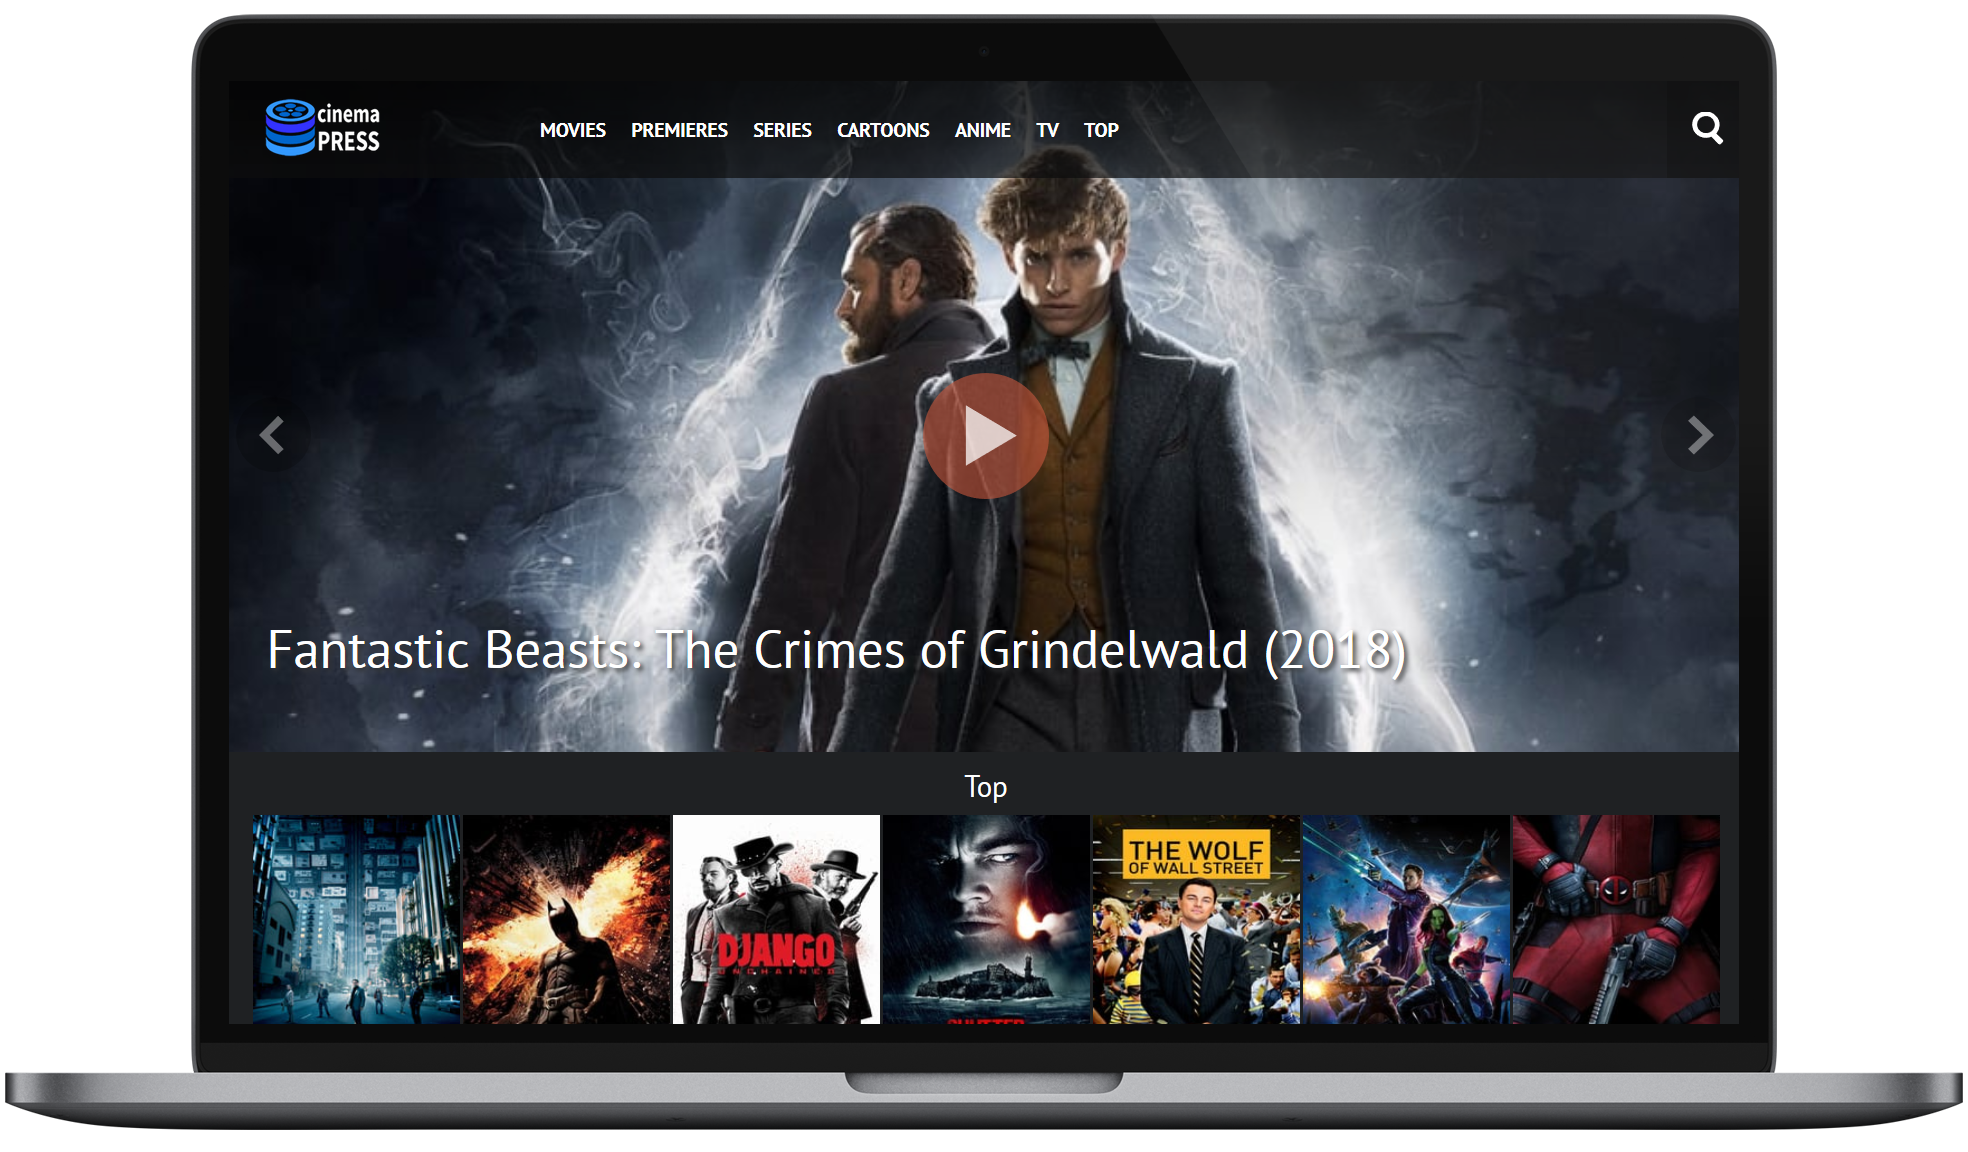 cinema
PRESS
MOVIES PREMIERES SERIES CARTOONS ANIME TV TOP
Fantastic Beasts: The Crimes of Grindelwald (2018)
Top
THE WOLF
OF WALL STREET
DJANGO
UNCHAINED
SHUTTER